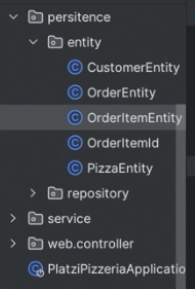 persitence
entity
CustomerEntity
OrderEntity
OrderItemEntity
OrderItemId
PizzaEntity
repository
service
web.controller
PlatziPizzeriaApplicatio